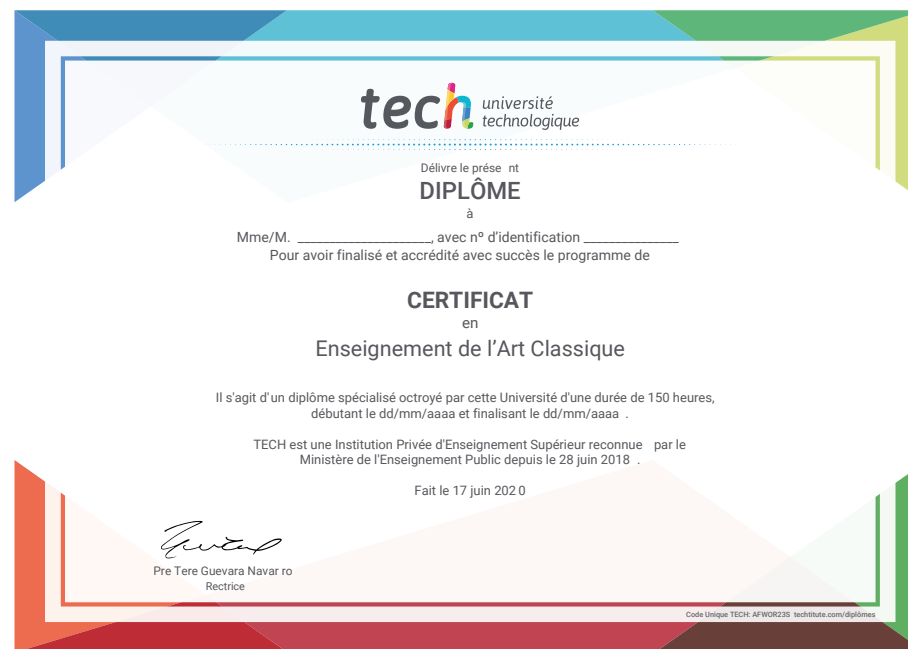 tech université
technologique
Délivre le prése nt
DIPLÔME
à
Mme/M. _____________________, avec nº d'identification _______________
Pour avoir finalisé et accrédité avec succès le programme de
CERTIFICAT
en
Enseignement de l’Art Classique
Il s'agit d'un diplôme spécialisé octroyé par cette Université d'une durée de 150 heures,
débutant le dd/mm/aaaa et finalisant le dd/mm/aaaa .
TECH est une Institution Privée d'Enseignement Supérieur reconnue par le
Ministère de l'Enseignement Public depuis le 28 juin 2018 .
Fait le 17 juin 2020
Pre Tere Guevara Navar ro
Rectrice
Code Unique TECH: AFWOR23S techtitute.com/diplômes